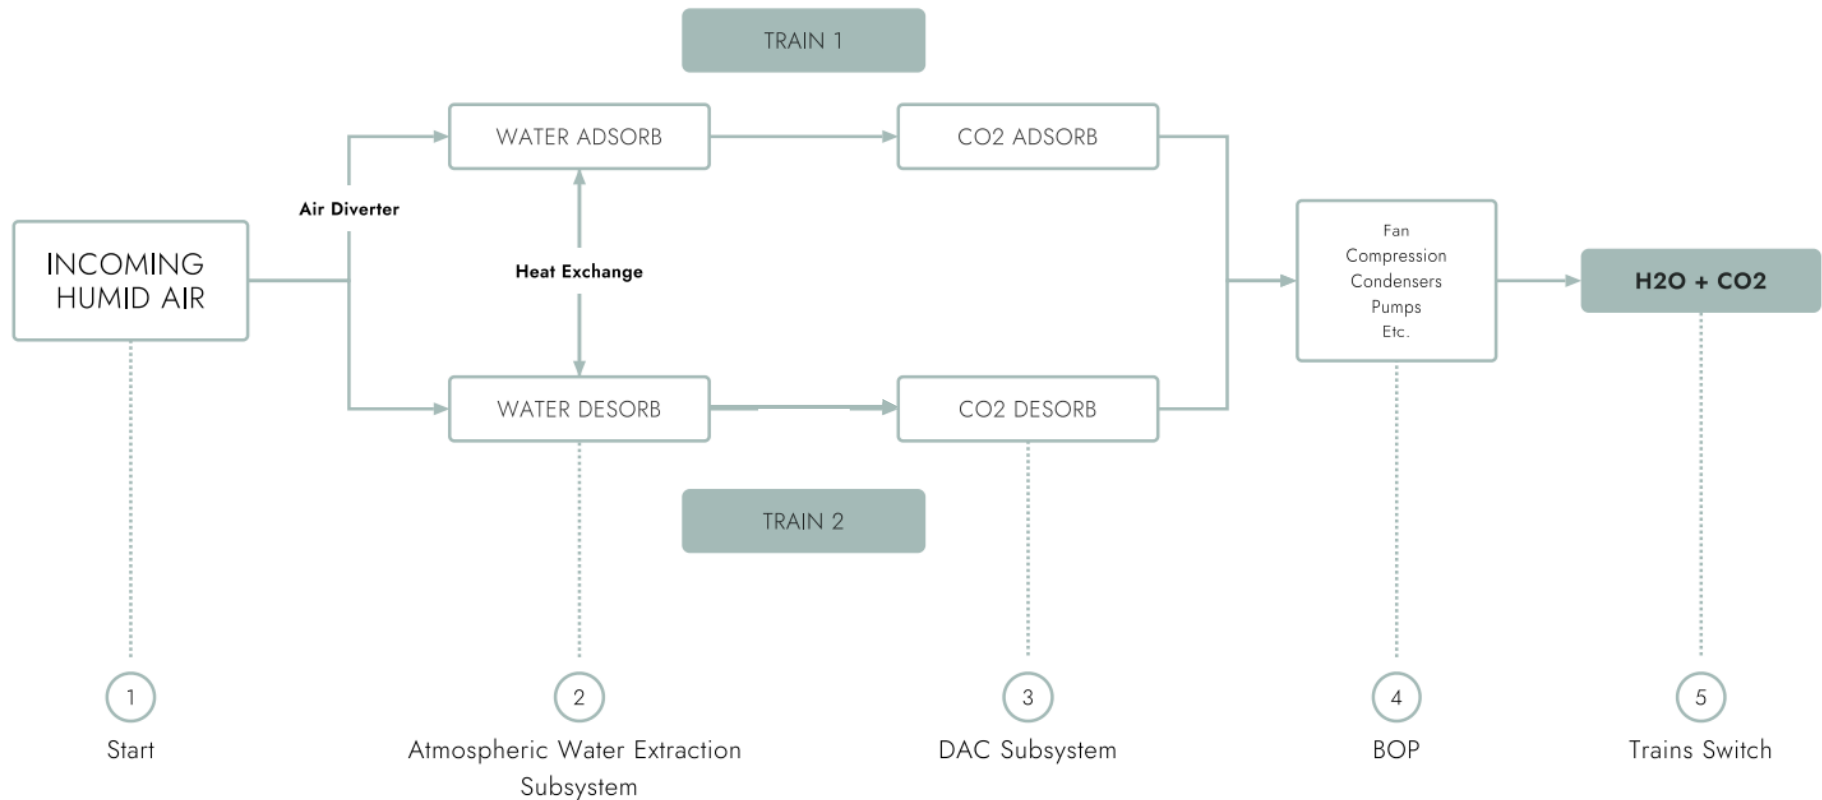 TRAIN 1
WATER ADSORB
CO2 ADSORB
Air Diverter
INCOMING
HUMID AIR
Heat Exchange
Fan
Compression
Condensers
Pumps
Etc.
H2O + CO2
WATER DESORB
CO2 DESORB
TRAIN 2
1
Start
2
Atmospheric Water Extraction
Subsystem
3
DAC Subsystem
4
BOP
5
Trains Switch